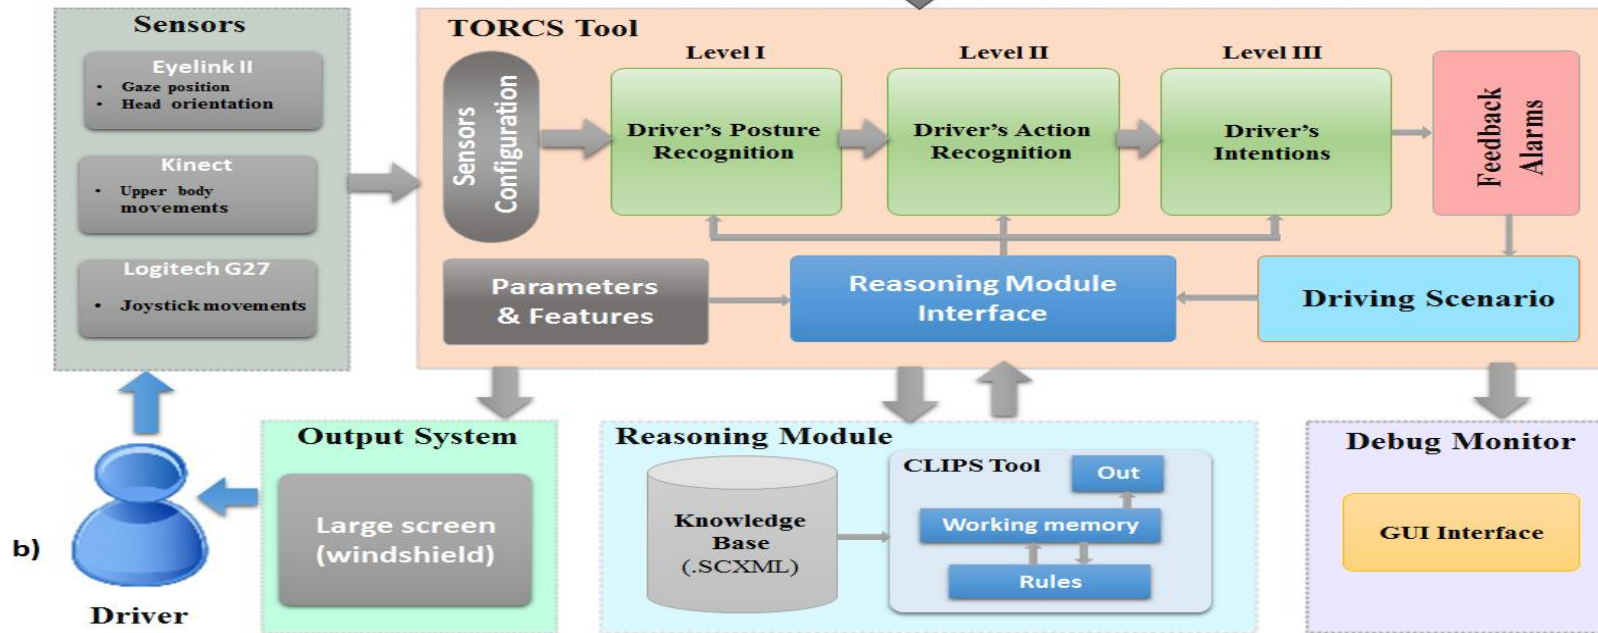 Sensors
Eyelink II
• Gaze position
• Head orientation
Kinect
• Upper body
movements
Logitech G27
• Joystick movements
TORCS Tool
Sensors
Configuration
Level I
Driver's Posture
Recognition
Level II
Driver's Action
Recognition
Level III
Driver's
Intentions
Feedback
Alarms
Parameters
& Features
Reasoning Module
Interface
Driving Scenario
b)
Driver
Output System
Large screen
(windshield)
Reasoning Module
Knowledge
Base
(.SCXML)
CLIPS Tool
Out
Working memory
Rules
Debug Monitor
GUI Interface